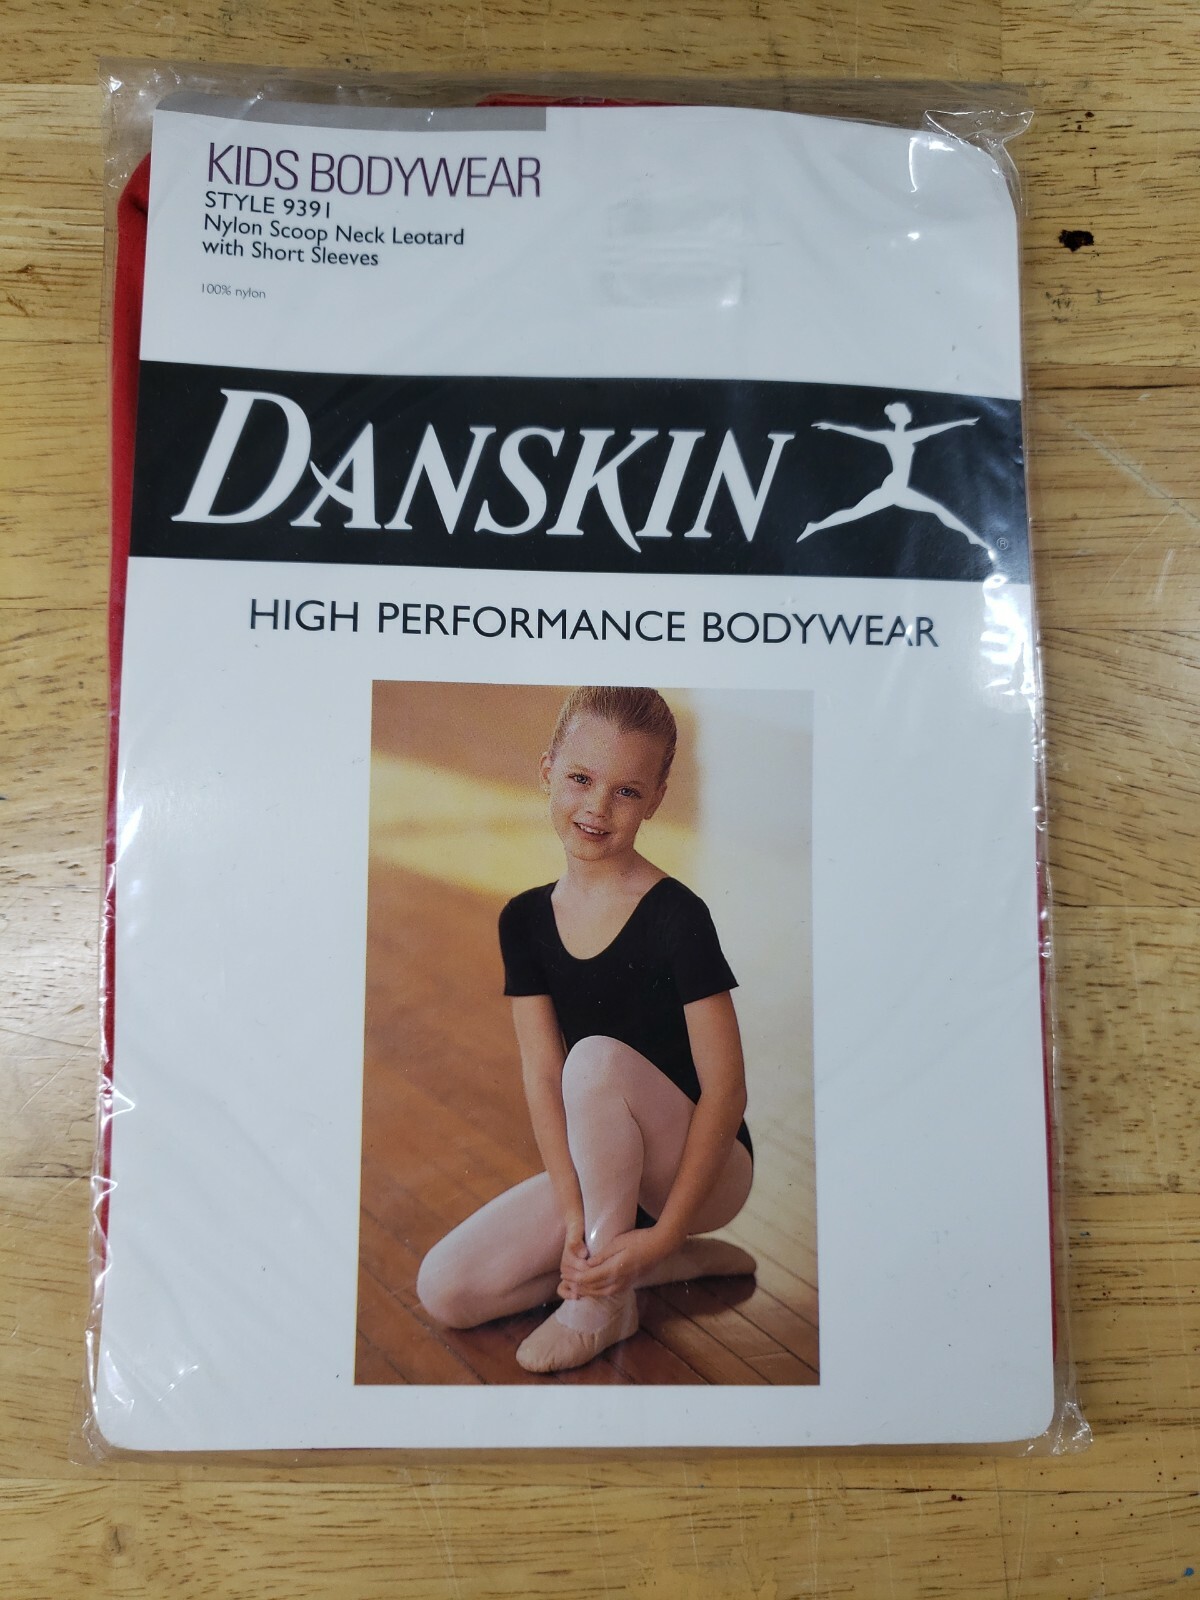 KIDS BODYWEAR
STYLE 9391
Nylon Scoop Neck Leotard
with Short Sleeves
100% nylon
DANSKIN
®
HIGH PERFORMANCE BODYWEAR